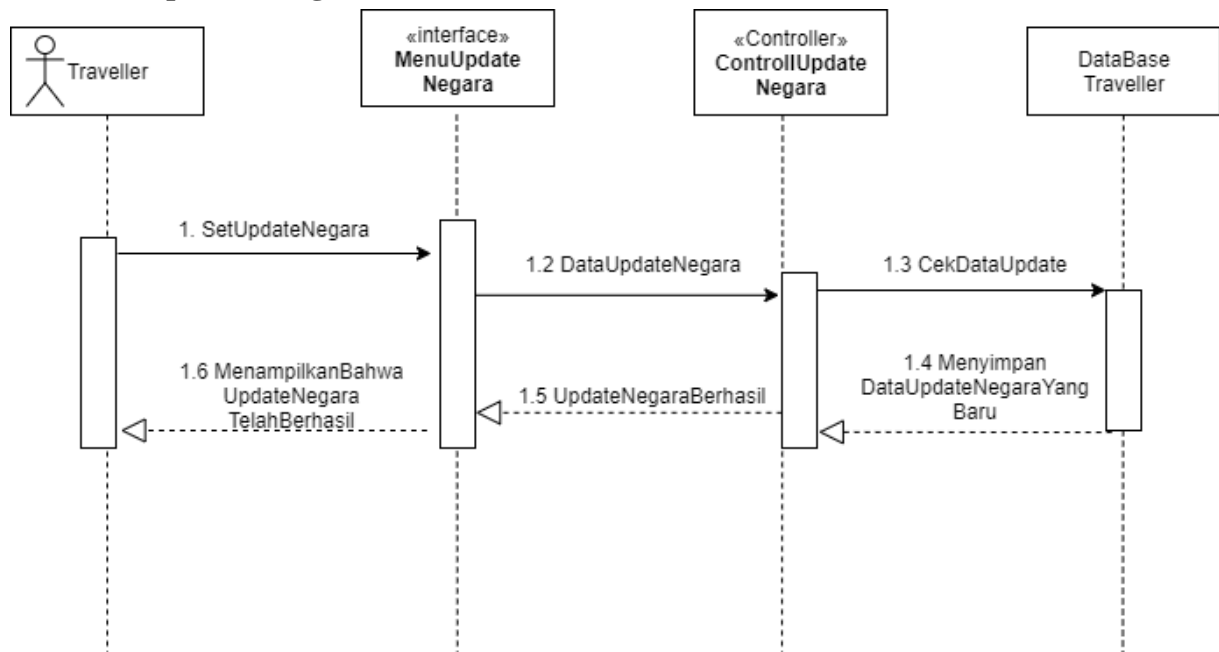 Traveller
«interface»
MenuUpdate
Negara
«Controller»
ControllUpdate
Negara
DataBase
Traveller
1. SetUpdateNegara
1.2 DataUpdateNegara
1.3 CekDataUpdate
1.4 Menyimpan
DataUpdateNegaraYang
Baru
1.5 UpdateNegaraBerhasil
1.6 MenampilkanBahwa
UpdateNegara
TelahBerhasil